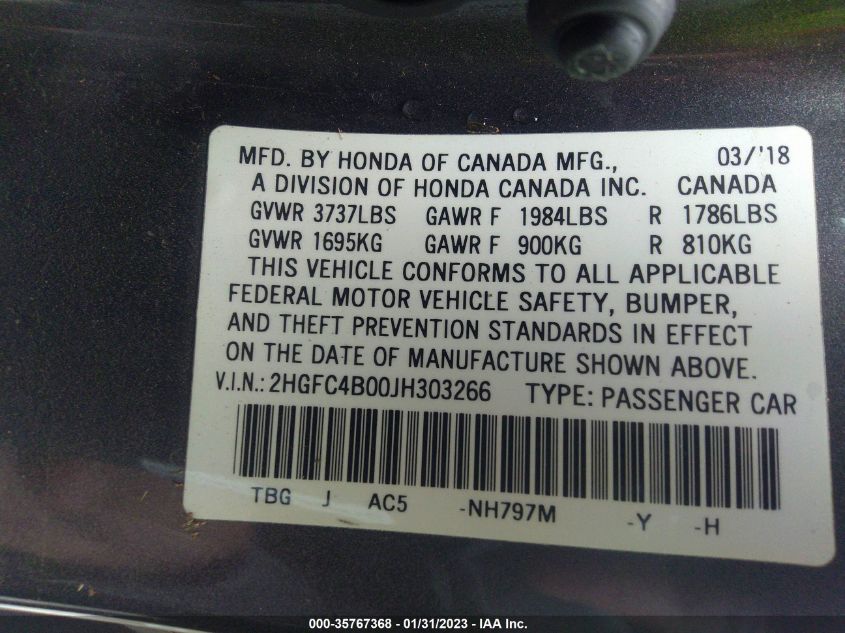 MFD. BY HONDA OF CANADA MFG., 03/'18
A DIVISION OF HONDA CANADA INC. CANADA
GVWR 3737LBS GAWR F 1984LBS R 1786LBS
GVWR 1695KG GAWR F 900KG R 810KG
THIS VEHICLE CONFORMS TO ALL APPLICABLE
FEDERAL MOTOR VEHICLE SAFETY, BUMPER,
AND THEFT PREVENTION STANDARDS IN EFFECT
ON THE DATE OF MANUFACTURE SHOWN ABOVE.
V.I.N.: 2HGFC4B00JH303266 TYPE: PASSENGER CAR
TBG J AC5 -NH797M -Y -H
000-35767368 - 01/31/2023 - IAA Inc.